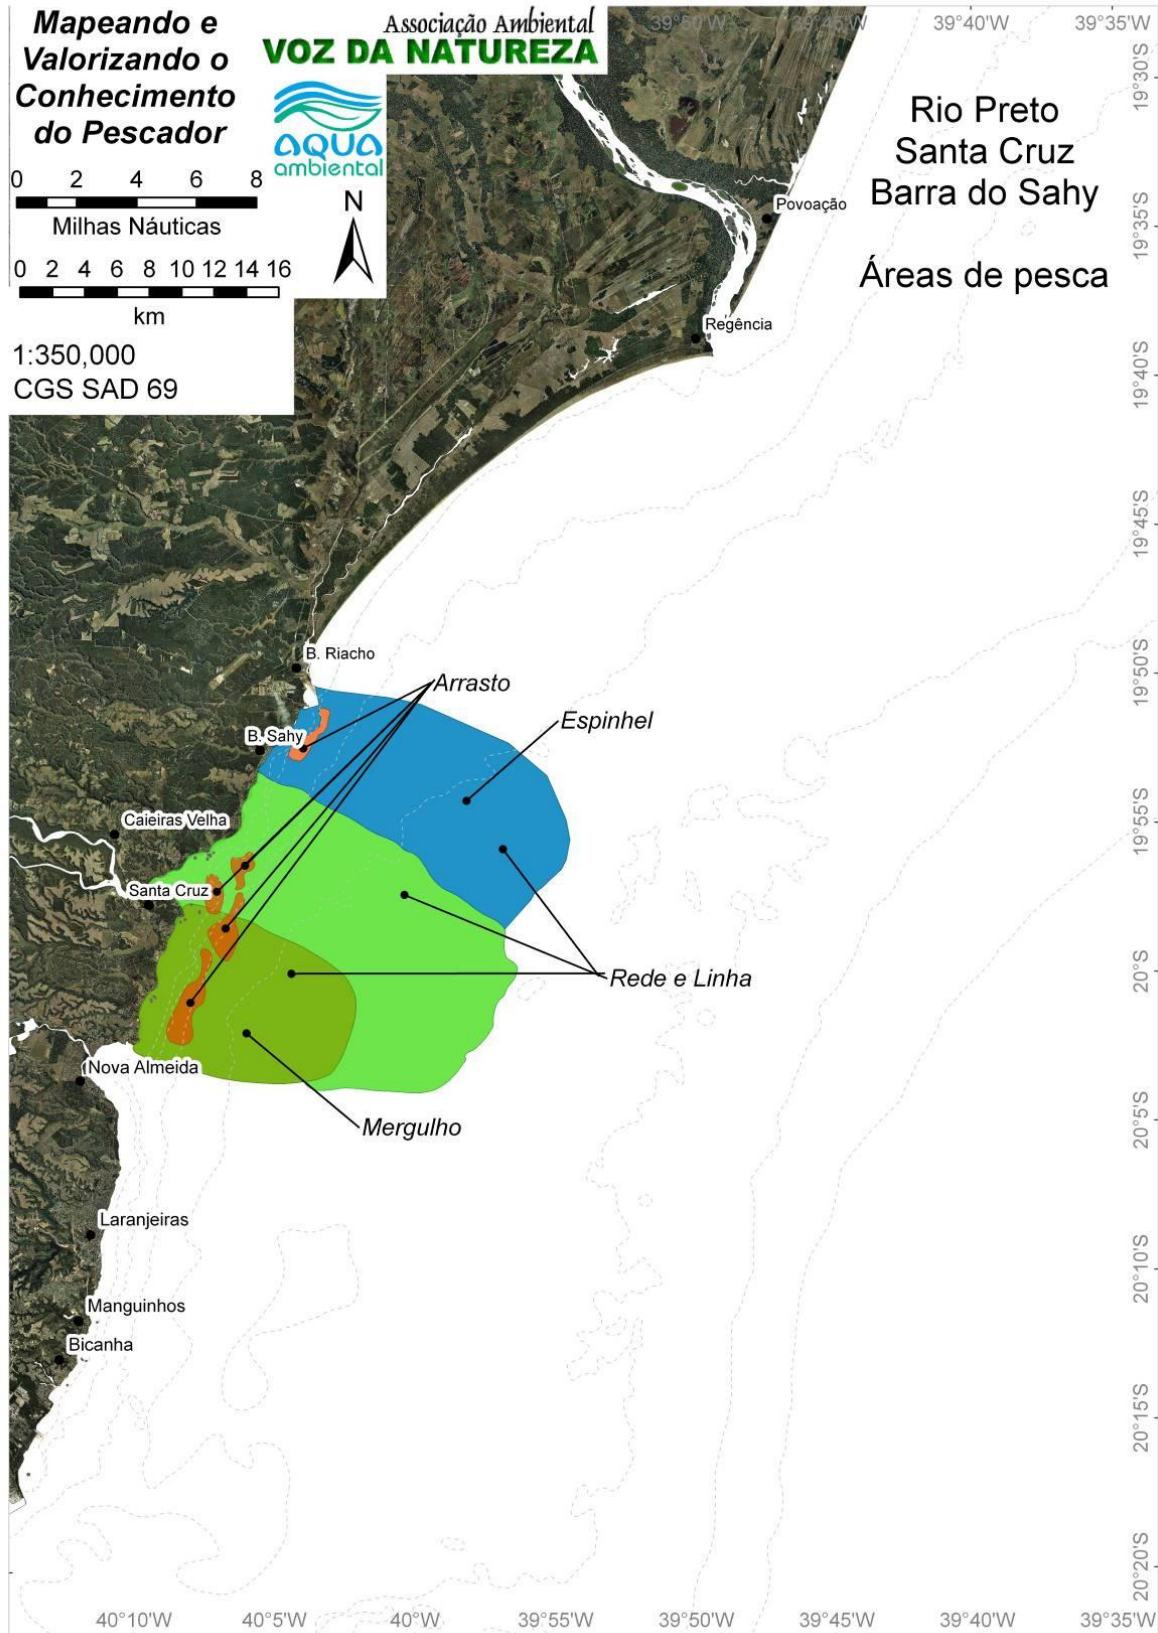 Mapeando e
Valorizando o
Conhecimento
do Pescador
Associação Ambiental
VOZ DA NATUREZA
AQUA
ambiental
0 2 4 6 8
Milhas Náuticas
0 2 4 6 8 10 12 14 16
km
1:350,000
CGS SAD 69
N
39°50'W 39°45'W 39°40'W 39°35'W
Rio Preto
Santa Cruz
Barra do Sahy
Áreas de pesca
19°30'S
19°35'S
19°40'S
19°45'S
19°50'S
19°55'S
20°S
20°5'S
20°10'S
20°15'S
20°20'S
Povoação
Regência
B. Riacho
Arrasto
Espinhel
B. Sahy
Caieiras Velha
Santa Cruz
Rede e Linha
Nova Almeida
Mergulho
Laranjeiras
Manguinhos
Bicanha
40°10'W 40°5'W 40°W 39°55'W 39°50'W 39°45'W 39°40'W 39°35'W